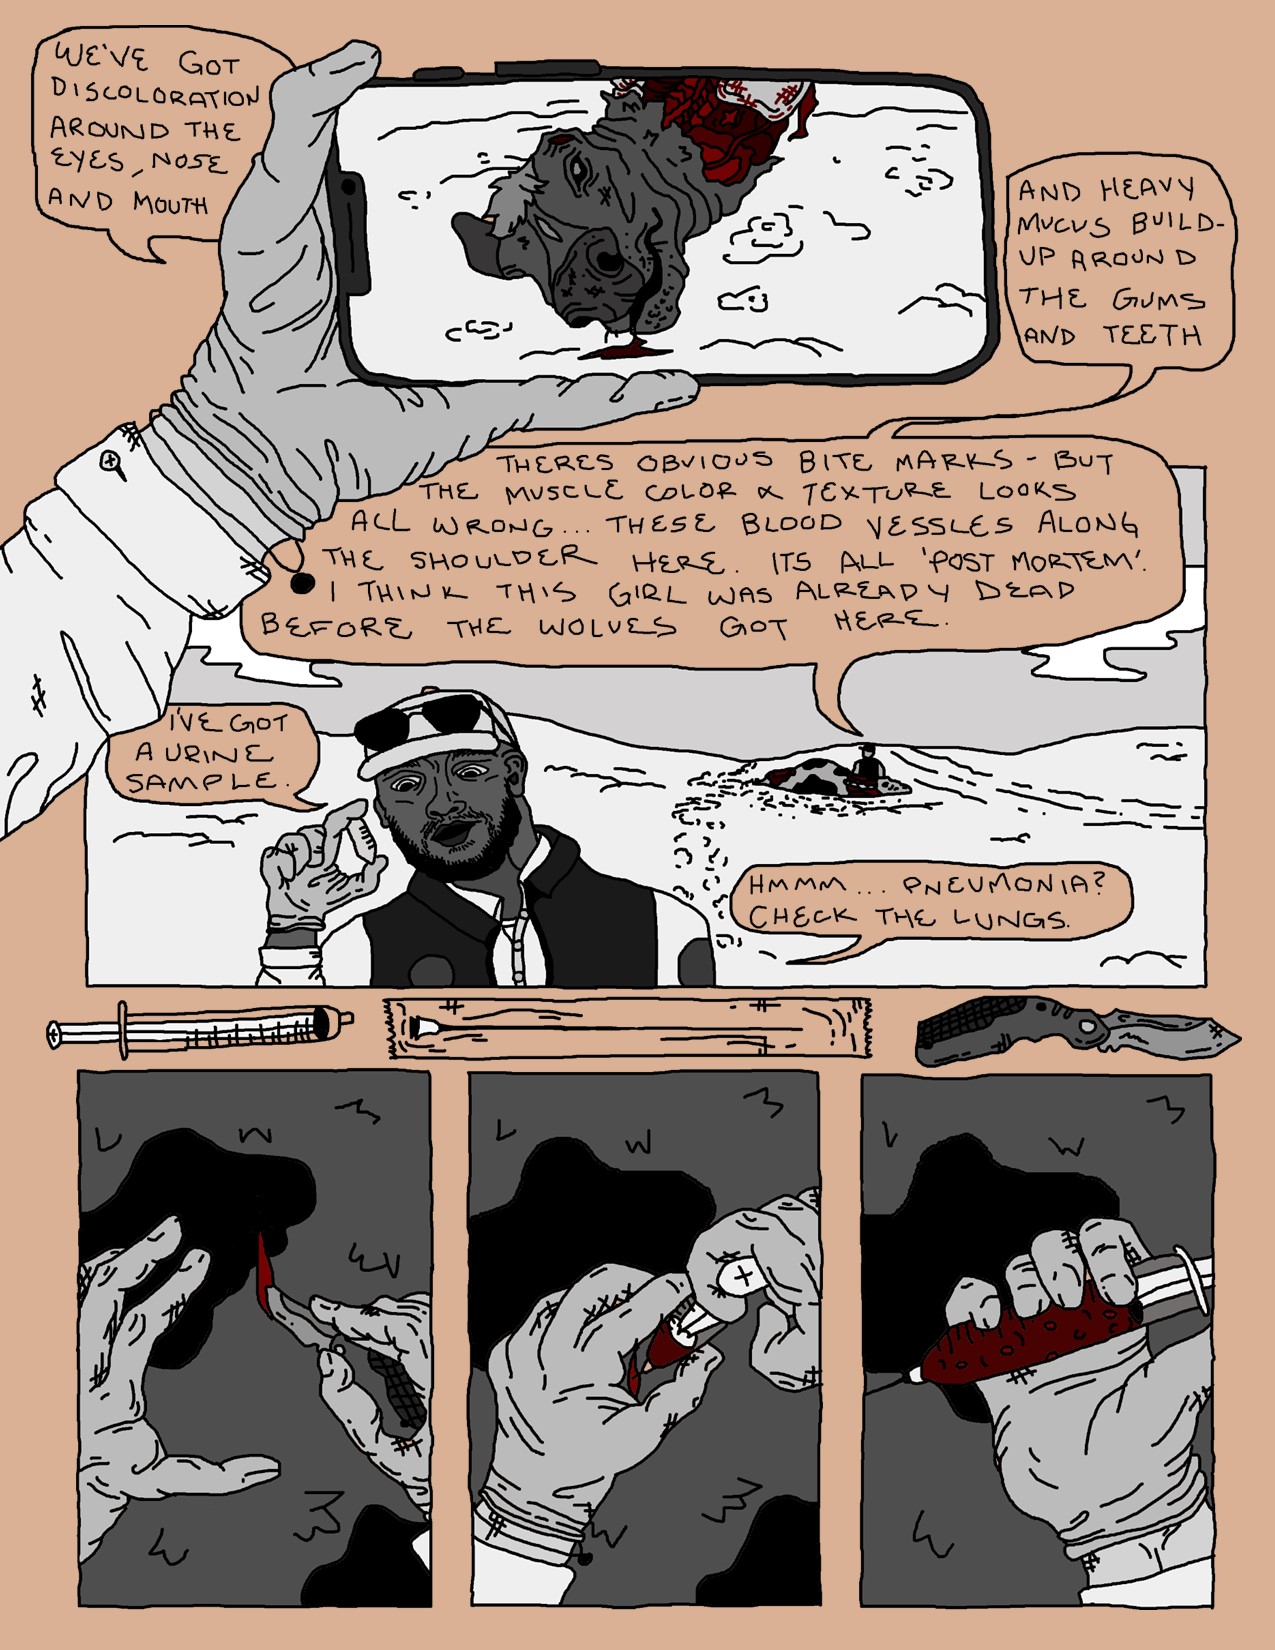 WE'VE GOT
DISCOLORATION
AROUND THE
EYES, NOSE
AND MOUTH
AND HEAVY
MUCUS BUILD-
UP AROUND
THE GUMS
AND TEETH
THERES OBVIOUS BITE MARKS - BUT
THE MUSCLE COLOR & TEXTURE LOOKS
ALL WRONG... THESE BLOOD VESSLES ALONG
THE SHOULDER HERE. ITS ALL 'POST MORTEM'.
I THINK THIS GIRL WAS ALREADY DEAD
BEFORE THE WOLVES GOT HERE.
I'VE GOT
A URINE
SAMPLE.
HMMM... PNEUMONIA?
CHECK THE LUNGS.